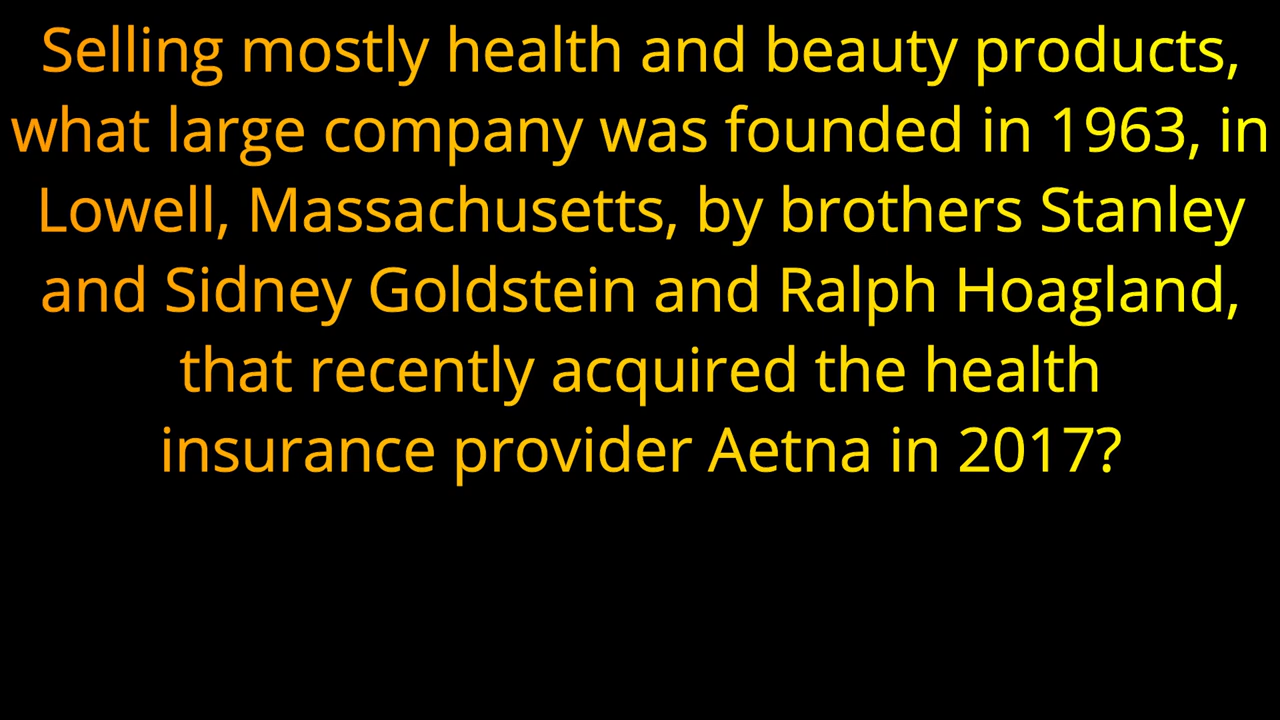 Selling mostly health and beauty products,
what large company was founded in 1963, in
Lowell, Massachusetts, by brothers Stanley
and Sidney Goldstein and Ralph Hoagland,
that recently acquired the health
insurance provider Aetna in 2017?